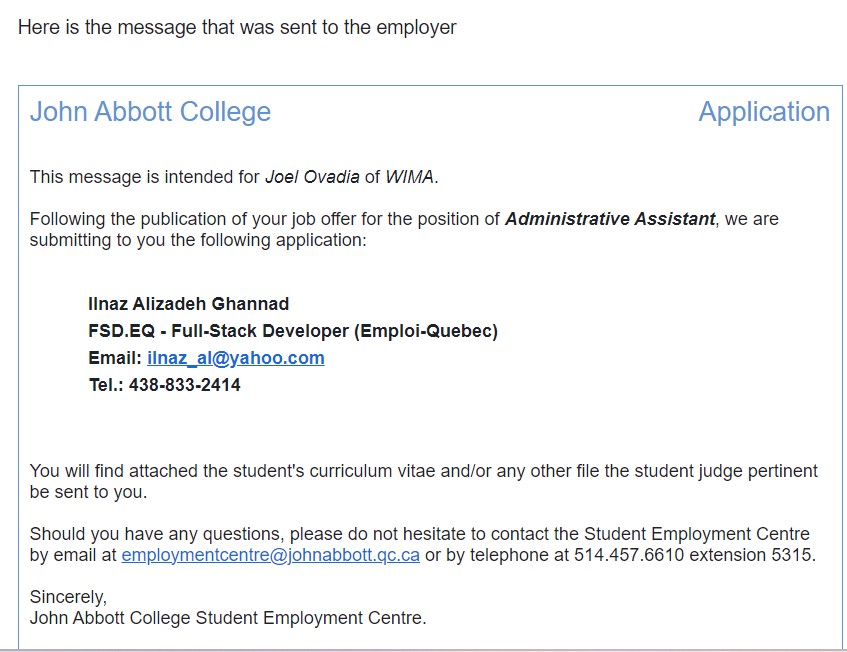 Here is the message that was sent to the employer
John Abbott College Application
This message is intended for Joel Ovadia of WIMA.
Following the publication of your job offer for the position of Administrative Assistant, we are
submitting to you the following application:
Ilnaz Alizadeh Ghannad
FSD.EQ - Full-Stack Developer (Emploi-Quebec)
Email: ilnaz_al@yahoo.com
Tel.: 438-833-2414
You will find attached the student's curriculum vitae and/or any other file the student judge pertinent
be sent to you.
Should you have any questions, please do not hesitate to contact the Student Employment Centre
by email at employmentcentre@johnabbott.qc.ca or by telephone at 514.457.6610 extension 5315.
Sincerely,
John Abbott College Student Employment Centre.